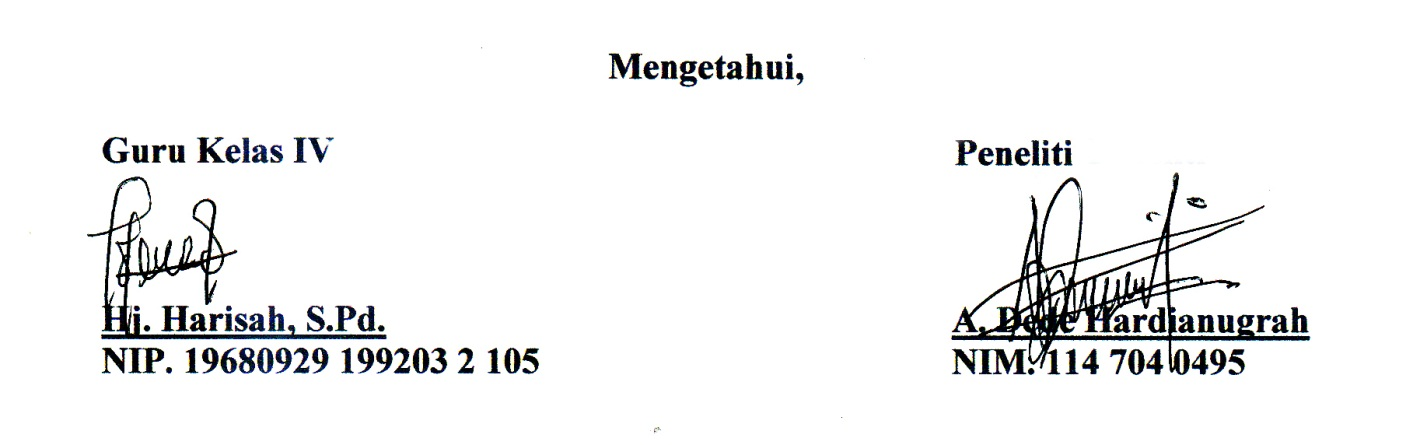 Mengetahui,
Guru Kelas IV
Peneliti
Hj. Harisah, S.Pd.
NIP. 19680929 199203 2 105
A. Dede Hardianugrah
NIM. 114 704 0495